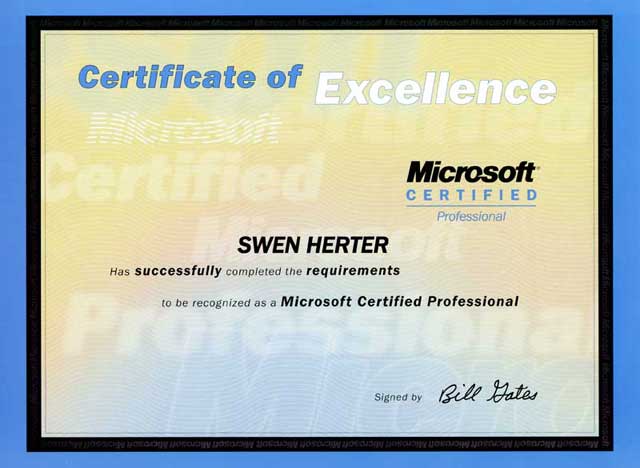 Certificate of Excellence
Microsoft
Certified
Microsoft
CERTIFIED
Professional
Microsoft
SWEN HERTER
Has successfully completed the requirements
to be recognized as a Microsoft Certified Professional
Professional
Signed by Bill Gates
Micro